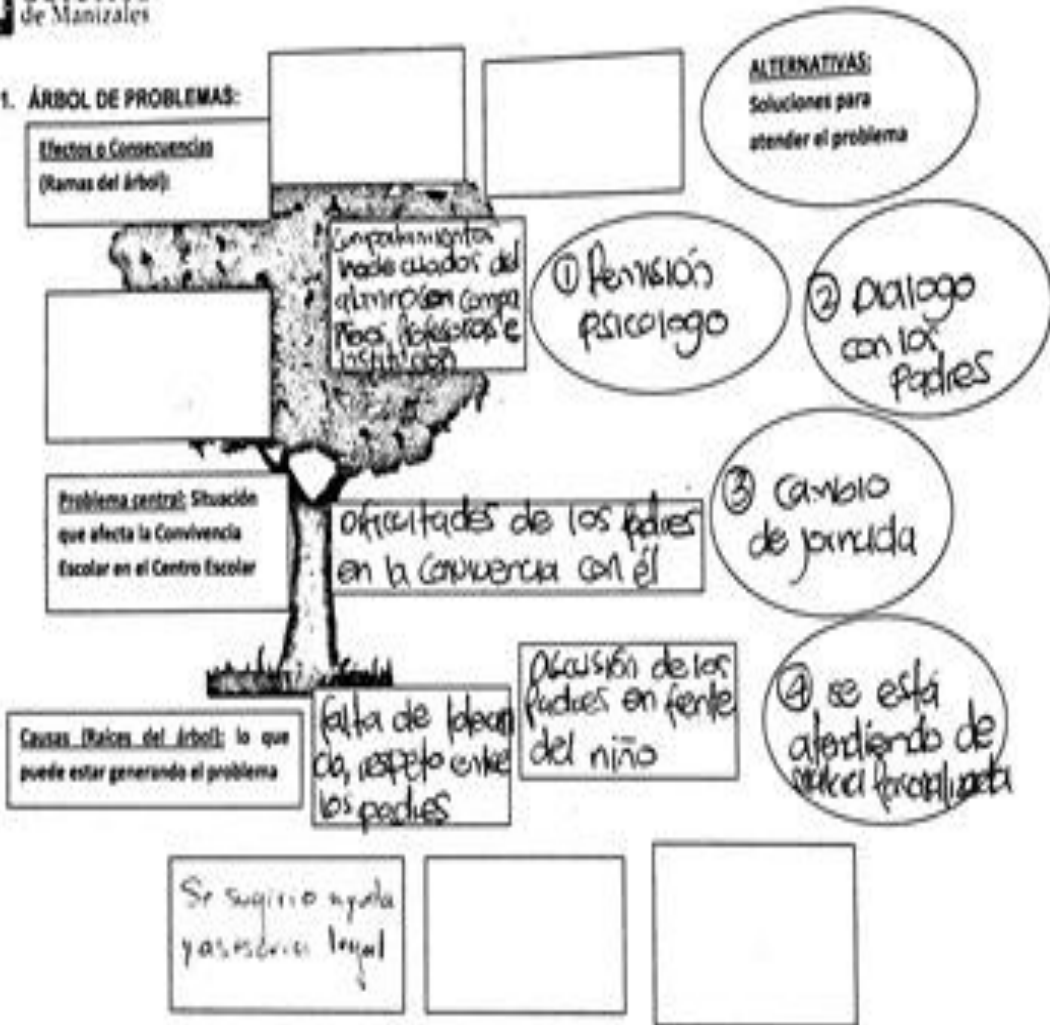 de Manizales
1. ÁRBOL DE PROBLEMAS:
Efectos o Consecuencias
(Ramas del árbol):
ALTERNATIVAS:
Soluciones para
atender el problema
Comportamientos
inadecuados del
alumno con compa
ñeros, profesores e
institución
① Remisión
psicologo
② Dialogo
con los
padres
Problema central: Situación
que afecta la Convivencia
Escolar en el Centro Escolar
Dificultades de los padres
en la convivencia con él
③ Cambio
de jornada
Causas (Raíces del árbol): lo que
puede estar generando el problema
falta de toleran
cia, respeto entre
los padres
Discusión de los
padres en frente
del niño
④ se está
atendiendo de
manera
Se sugirio ayuda
y asesoria legal